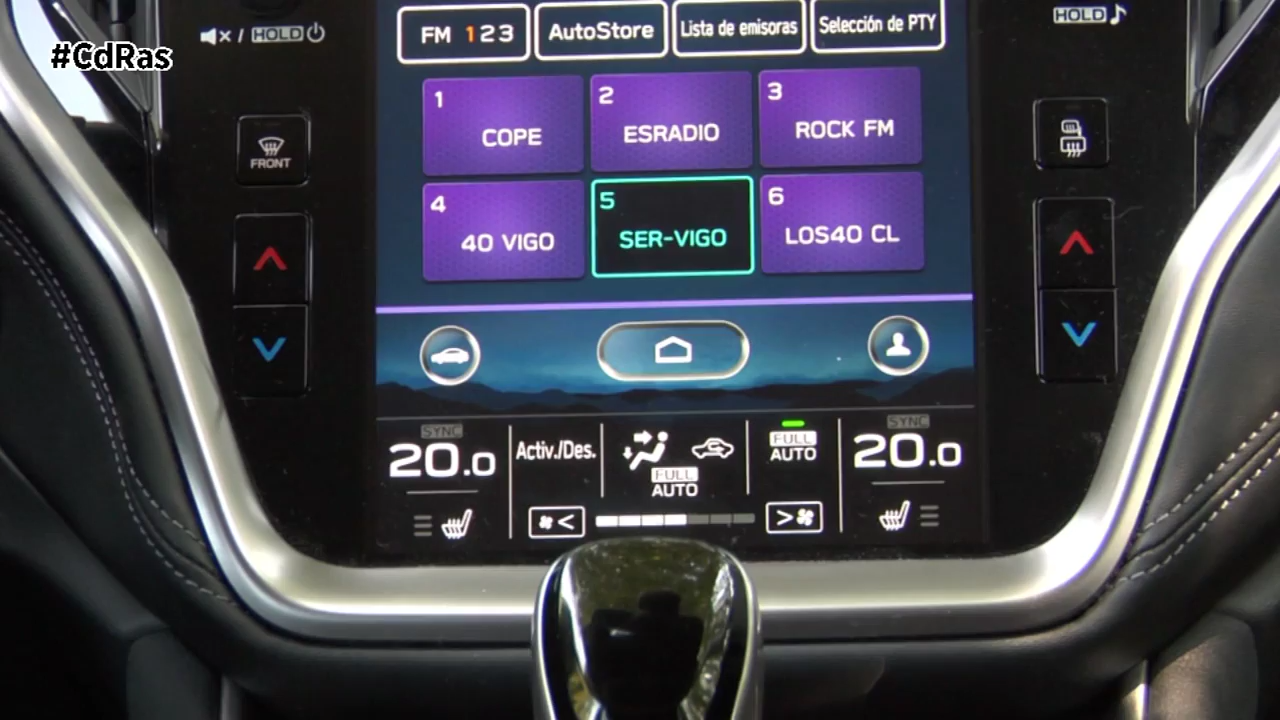 #CdRas
/ HOLD
HOLD
FM 123
AutoStore
Lista de emisoras
Selección de PTY
1
COPE
2
ESRADIO
3
ROCK FM
FRONT
4
40 VIGO
5
SER-VIGO
6
LOS40 CL
SYNC
20.0
Activ./Des.
FULL
AUTO
FULL
AUTO
SYNC
20.0
<
>